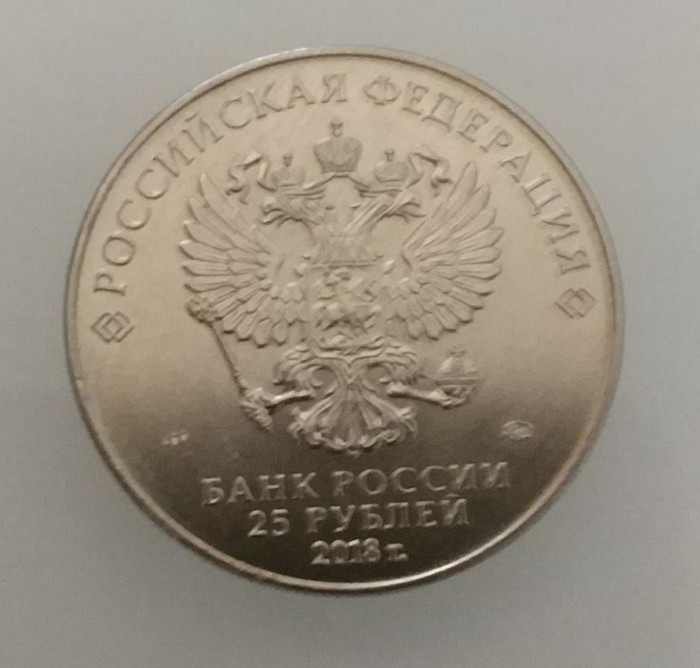 РОССИЙСКАЯ ФЕДЕРАЦИЯ
БАНК РОССИИ
25 РУБЛЕЙ
2018 г.